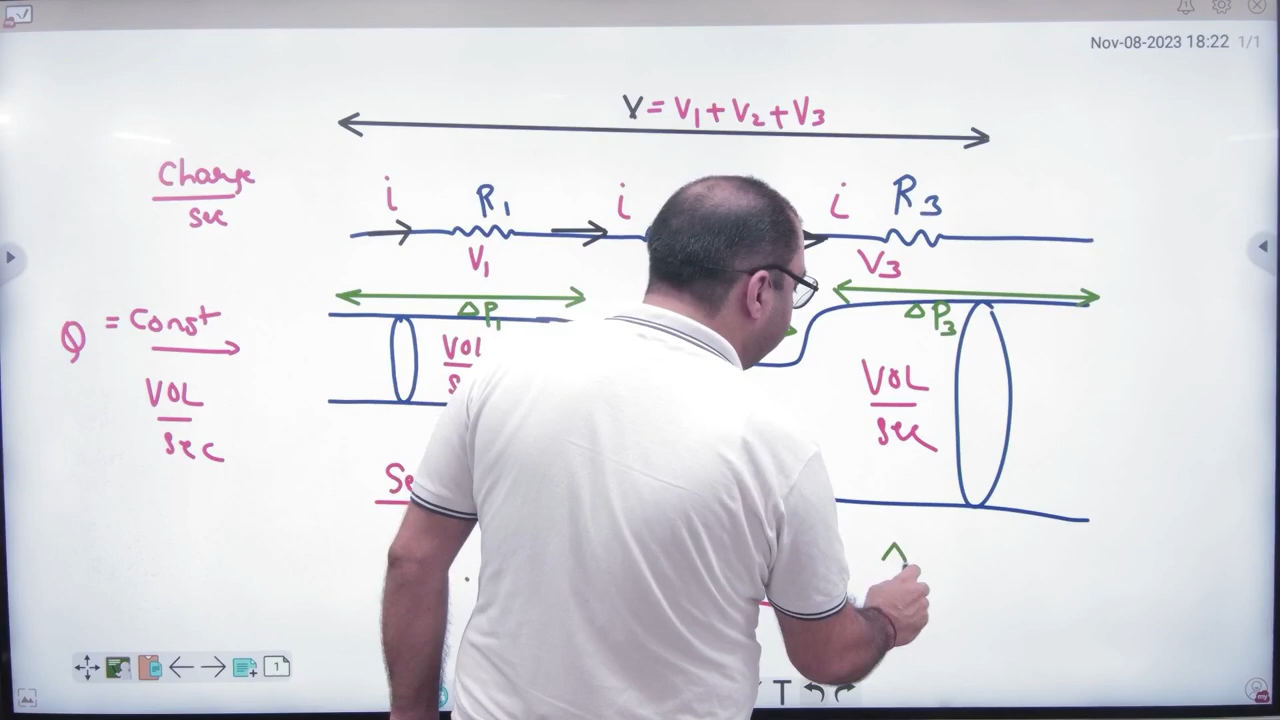 Nov-08-2023 18:22 1/1
V = V1 + V2 + V3
Charge
sec
i
R1
i
i
R3
V1
V3
ΔP1
ΔP3
Q = Const
VOL
sec
VOL
VOL
sec
T
1